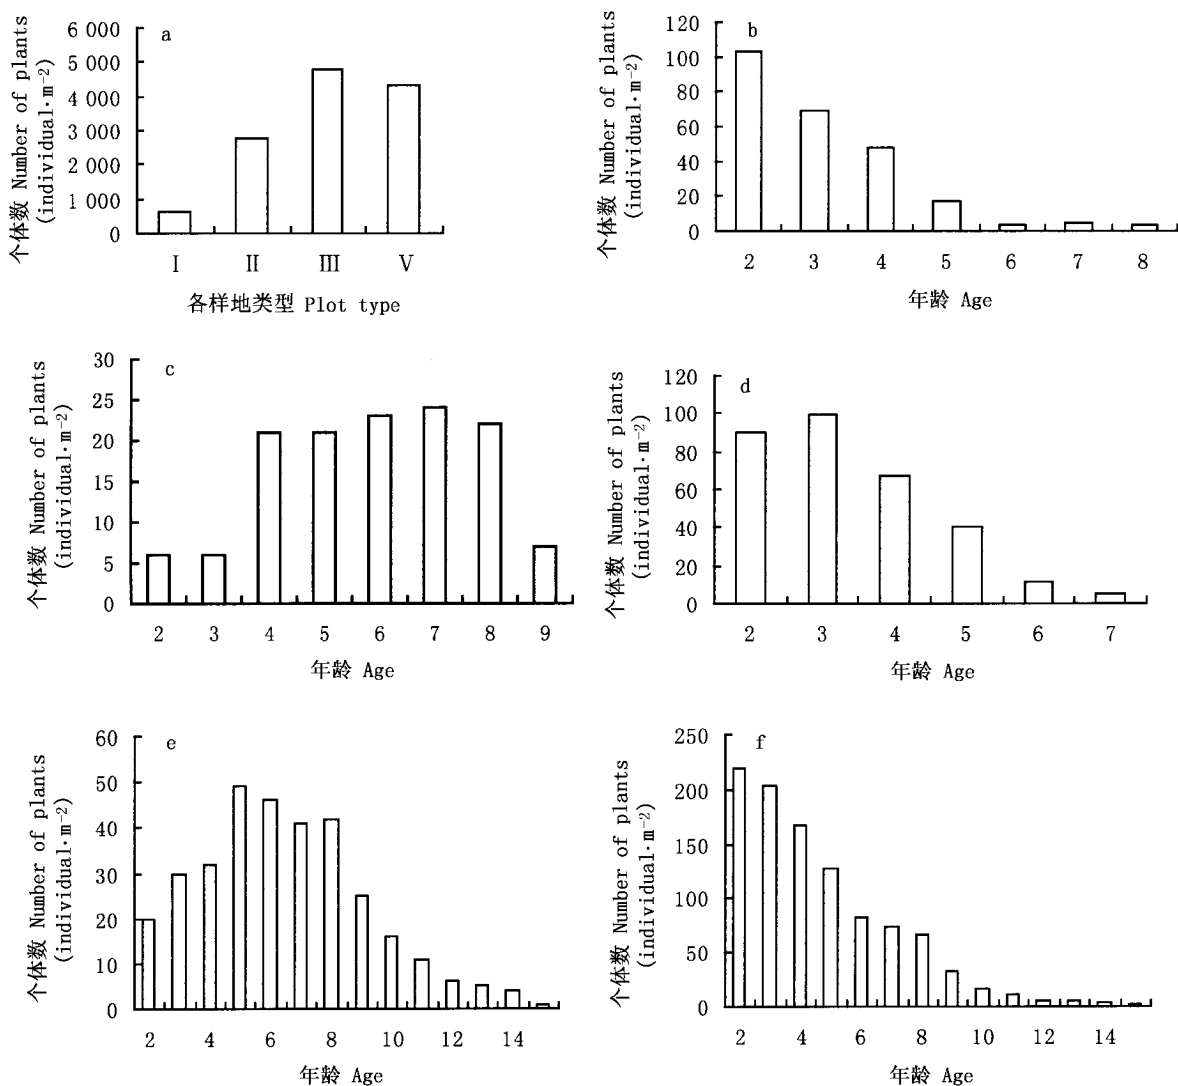 个体数 Number of plants
(individual·m⁻²)
6 000
5 000
4 000
3 000
2 000
1 000
0
a
I II III V
各样地类型 Plot type
个体数 Number of plants
(individual·m⁻²)
120
100
80
60
40
20
0
b
2 3 4 5 6 7 8
年龄 Age
个体数 Number of plants
(individual·m⁻²)
30
25
20
15
10
5
0
c
2 3 4 5 6 7 8 9
年龄 Age
个体数 Number of plants
(individual·m⁻²)
120
100
80
60
40
20
0
d
2 3 4 5 6 7
年龄 Age
个体数 Number of plants
(individual·m⁻²)
60
50
40
30
20
10
0
e
2 4 6 8 10 12 14
年龄 Age
个体数 Number of plants
(individual·m⁻²)
250
200
150
100
50
0
f
2 4 6 8 10 12 14
年龄 Age